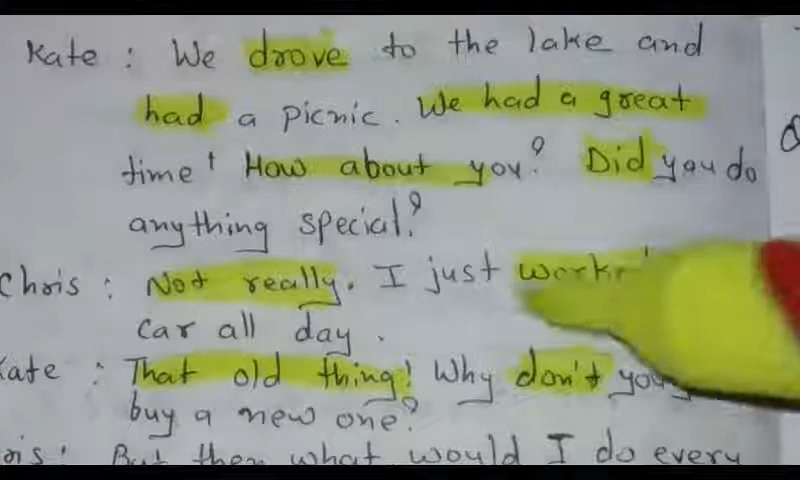 Kate : We drove to the lake and
had a picnic. We had a great
time! How about you? Did you do
anything special?
Chris : Not really. I just
car all day.
Kate : That old thing! Why don't you
buy a new one?
But then what would I do every